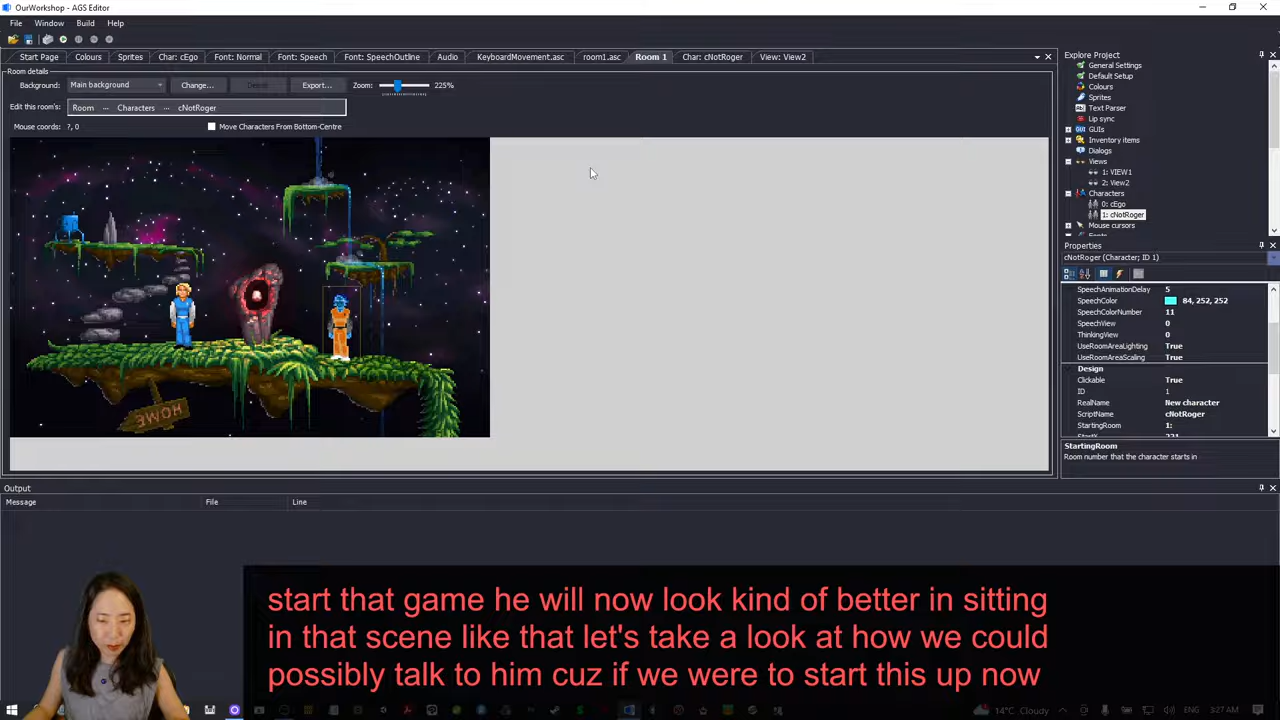 OurWorkshop - AGS Editor
File Window Build Help
Start Page Colours Sprites Char: cEgo Font: Normal Font: Speech Font: SpeechOutline Audio KeyboardMovement.asc room1.asc Room 1 Char: cNotRoger View: View2
Room details
Background: Main background Change... Delete Export... Zoom: 225%
Edit this room's: Room ... Characters ... cNotRoger
Mouse coords: ?, 0 Move Characters From Bottom-Centre
HOME
Explore Project
General Settings
Default Setup
Colours
Sprites
Text Parser
Lip sync
GUIs
Inventory items
Dialogs
Views
1: VIEW1
2: View2
Characters
0: cEgo
1: cNotRoger
Mouse cursors
Properties
cNotRoger (Character; ID 1)
SpeechAnimationDelay 5
SpeechColor 84, 252, 252
SpeechColorNumber 11
SpeechView 0
ThinkingView 0
UseRoomAreaLighting True
UseRoomAreaScaling True
Design
Clickable True
ID 1
RealName New character
ScriptName cNotRoger
StartingRoom 1:
StartingRoom
Room number that the character starts in
Output
Message File Line
start that game he will now look kind of better in sitting
in that scene like that let's take a look at how we could
possibly talk to him cuz if we were to start this up now
14°C Cloudy ENG 3:27 AM